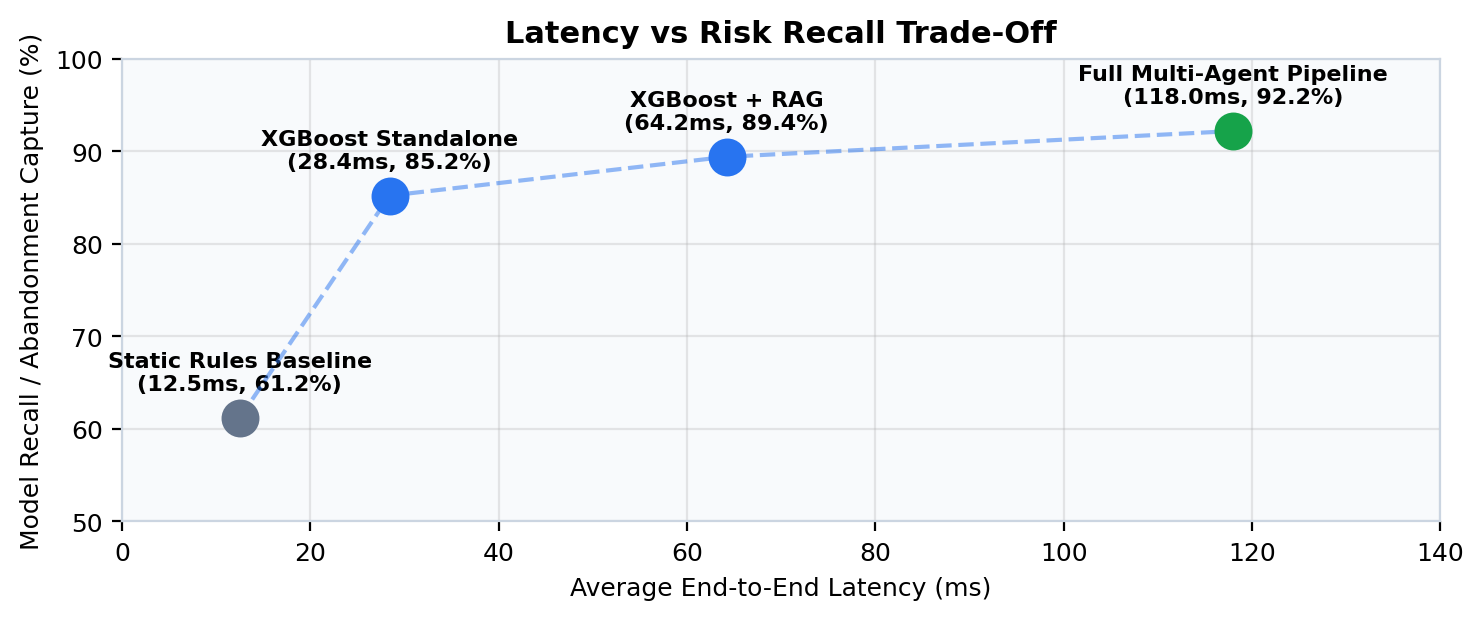 Latency vs Risk Recall Trade-Off
Model Recall / Abandonment Capture (%)
100
90
80
70
60
50
Full Multi-Agent Pipeline
(118.0ms, 92.2%)
XGBoost + RAG
(64.2ms, 89.4%)
XGBoost Standalone
(28.4ms, 85.2%)
Static Rules Baseline
(12.5ms, 61.2%)
0 20 40 60 80 100 120 140
Average End-to-End Latency (ms)